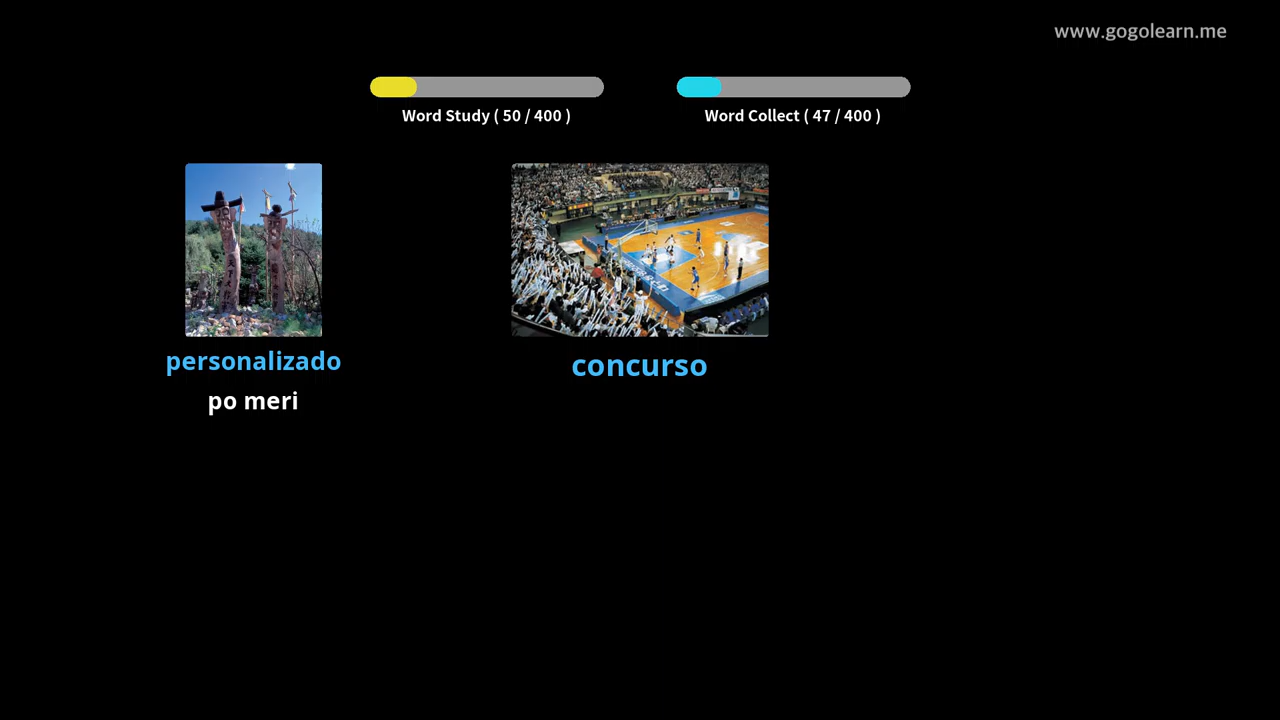 www.gogolearn.me
Word Study ( 50 / 400 )
Word Collect ( 47 / 400 )
personalizado
po meri
concurso